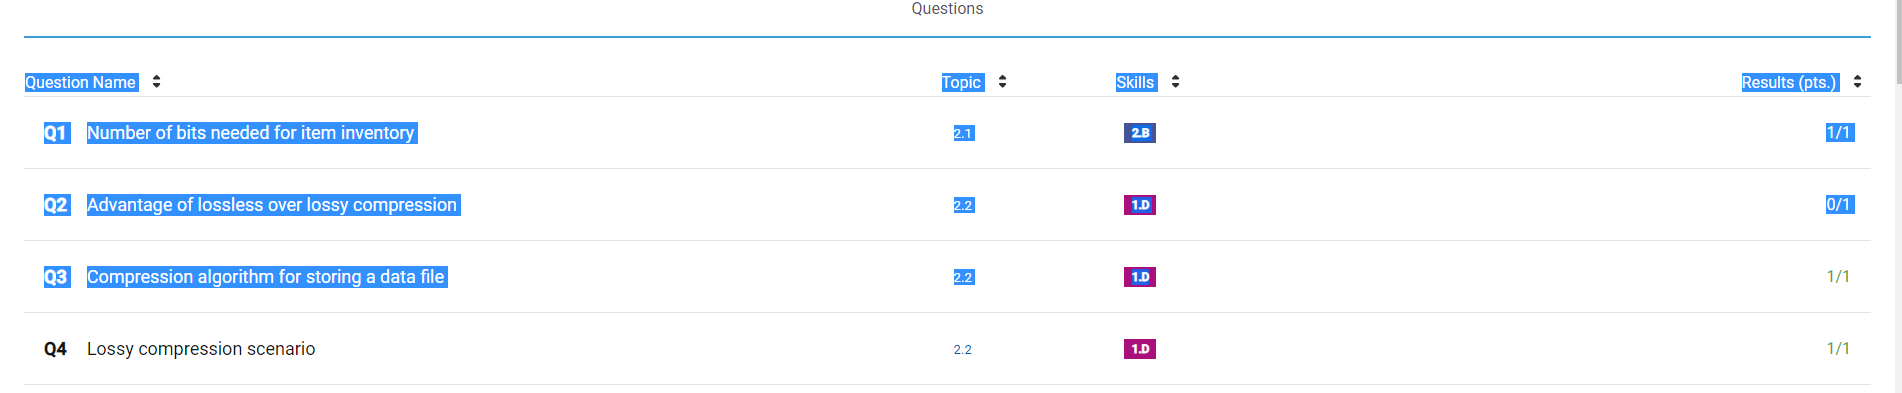 Questions
Question Name Topic Skills Results (pts.)
Q1 Number of bits needed for item inventory 2.1 2.B 1/1
Q2 Advantage of lossless over lossy compression 2.2 1.D 0/1
Q3 Compression algorithm for storing a data file 2.2 1.D 1/1
Q4 Lossy compression scenario 2.2 1.D 1/1